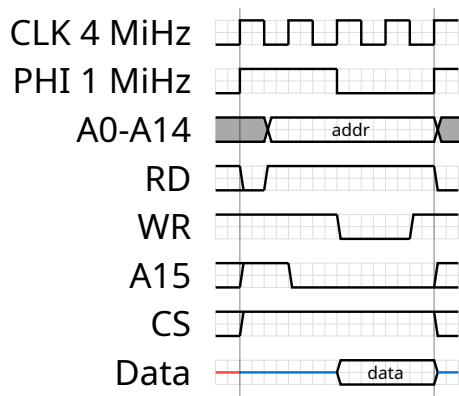 CLK 4 MiHz
PHI 1 MiHz
A0-A14 addr
RD
WR
A15
CS
Data data